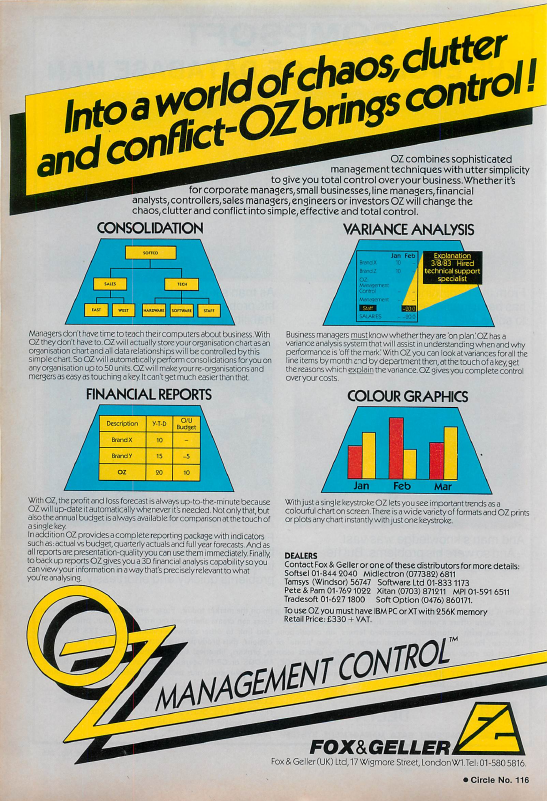 Into a world of chaos, clutter
and conflict-OZ brings control!
OZ combines sophisticated
management techniques with utter simplicity
to give you total control over your business. Whether it's
for corporate managers, small businesses, line managers, financial
analysts, controllers, sales managers, engineers or investors OZ will change the
chaos, clutter and conflict into simple, effective and total control.
CONSOLIDATION
SOFTCO
SALES TECH
EAST WEST HARDWARE SOFTWARE STAFF
Managers don't have time to teach their computers about business. With
OZ they don't have to. OZ will actually store your organisation chart as an
organisation chart and all data relationships will be controlled by this
simple chart. So OZ will automatically perform consolidations for you on
any organisation up to 50 units. OZ will make your re-organisations and
mergers as easy as touching a key. It can't get much easier than that.
VARIANCE ANALYSIS
Jan Feb
Brand X 10
Brand Z 10
OZ
Management
Control
Management
Staff
SALARIES
Explanation
3/8/83 Hired
technical support
specialist
Business managers must know whether they are 'on plan'. OZ has a
variance analysis system that will assist in understanding when and why
performance is 'off the mark'. With OZ you can look at variances for all the
line items by month and by department then, at the touch of a key, get
the reasons which explain the variance. OZ gives you complete control
over your costs.
FINANCIAL REPORTS
Description Y-T-D O/U Budget
Brand X 10 –
Brand Y 15 –5
OZ 20 10
With OZ, the profit and loss forecast is always up-to-the-minute because
OZ will up-date it automatically whenever it's needed. Not only that, but
also the annual budget is always available for comparison at the touch of
a single key.
In addition OZ provides a complete reporting package with indicators
such as: actual vs budget, quarterly actuals and full year forecasts. And as
all reports are presentation-quality you can use them immediately. Finally,
to back up reports OZ gives you a 3D financial analysis capability so you
can view your information in a way that's precisely relevant to what
you're analysing.
COLOUR GRAPHICS
Jan Feb Mar
With just a single keystroke OZ lets you see important trends as a
colourful chart on screen. There is a wide variety of formats and OZ prints
or plots any chart instantly with just one keystroke.
DEALERS
Contact Fox & Geller or one of these distributors for more details:
Softsel 01-844 2040 Midlectron (077382) 6811
Tamsys (Windsor) 56747 Software Ltd 01-833 1173
Pete & Pam 01-769 1022 Xitan (0703) 871211 MPI 01-591 6511
Tradesoft 01-627 1800 Soft Option (0476) 860171.
To use OZ you must have IBM PC or XT with 256K memory
Retail Price: £330 + VAT.
OZ MANAGEMENT CONTROL™
FOX & GELLER
Fox & Geller (UK) Ltd, 17 Wigmore Street, London W1. Tel: 01-580 5816.
• Circle No. 116